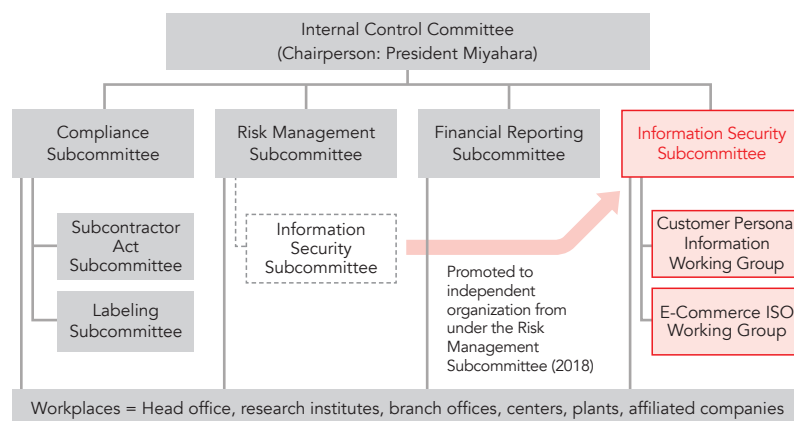 Internal Control Committee
(Chairperson: President Miyahara)
Compliance
Subcommittee
Risk Management
Subcommittee
Financial Reporting
Subcommittee
Information Security
Subcommittee
Subcontractor
Act
Subcommittee
Labeling
Subcommittee
Information
Security
Subcommittee
Promoted to
independent
organization from
under the Risk
Management
Subcommittee (2018)
Customer Personal
Information
Working Group
E-Commerce ISO
Working Group
Workplaces = Head office, research institutes, branch offices, centers, plants, affiliated companies